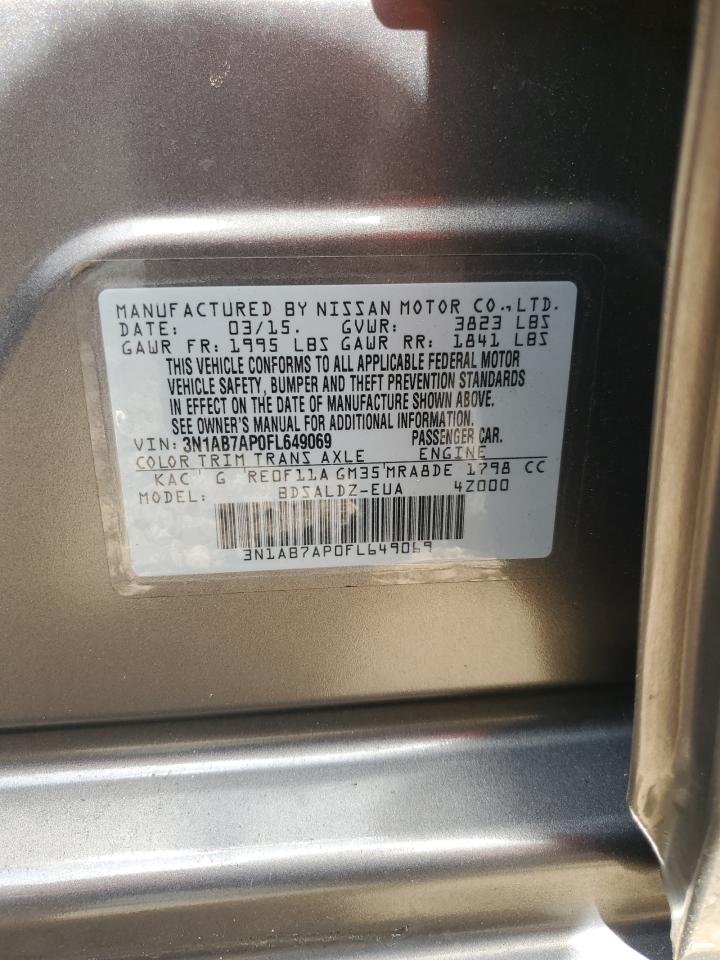 MANUFACTURED BY NISSAN MOTOR CO.,LTD.
DATE: 03/15. GVWR: 3823 LBS
GAWR FR: 1995 LBS GAWR RR: 1841 LBS
THIS VEHICLE CONFORMS TO ALL APPLICABLE FEDERAL MOTOR
VEHICLE SAFETY, BUMPER AND THEFT PREVENTION STANDARDS
IN EFFECT ON THE DATE OF MANUFACTURE SHOWN ABOVE.
SEE OWNER'S MANUAL FOR ADDITIONAL INFORMATION.
VIN: 3N1AB7AP0FL649069 PASSENGER CAR.
COLOR TRIM TRANS AXLE ENGINE
KAC G RE0F11A GM35 MRA8DE 1798 CC
MODEL: BDSALDZ-EUA 4Z000
3N1AB7AP0FL649069